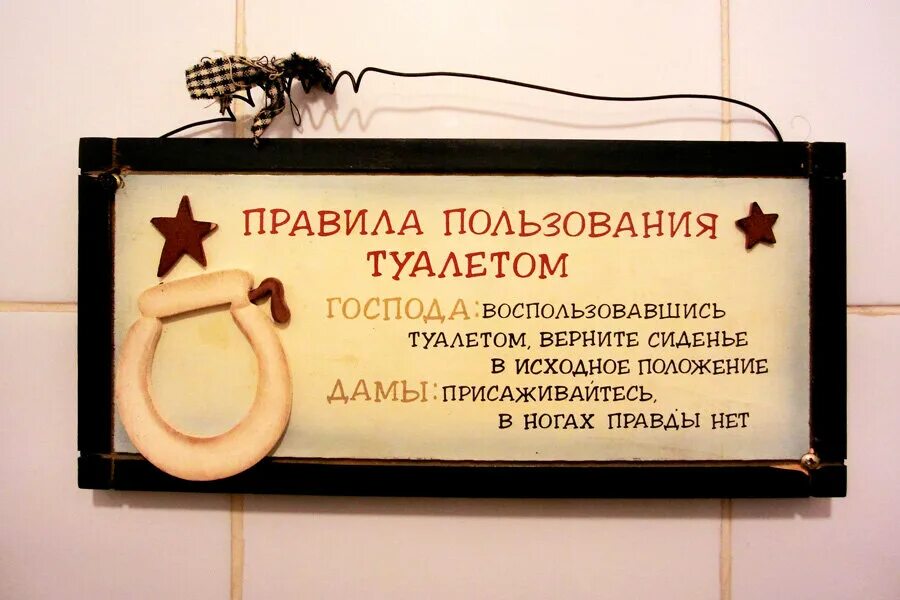 ПРАВИЛА ПОЛЬЗОВАНИЯ
ТУАЛЕТОМ
ГОСПОДА: ВОСПОЛЬЗОВАВШИСЬ
ТУАЛЕТОМ, ВЕРНИТЕ СИДЕНЬЕ
В ИСХОДНОЕ ПОЛОЖЕНИЕ
ДАМЫ: ПРИСАЖИВАЙТЕСЬ,
В НОГАХ ПРАВДЫ НЕТ